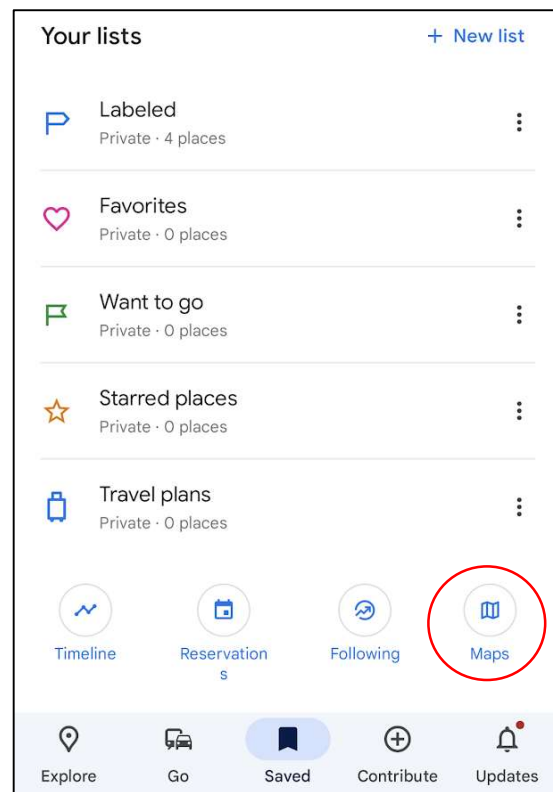 Your lists
+ New list
Labeled
Private · 4 places
Favorites
Private · 0 places
Want to go
Private · 0 places
Starred places
Private · 0 places
Travel plans
Private · 0 places
Timeline
Reservation
s
Following
Maps
Explore
Go
Saved
Contribute
Updates